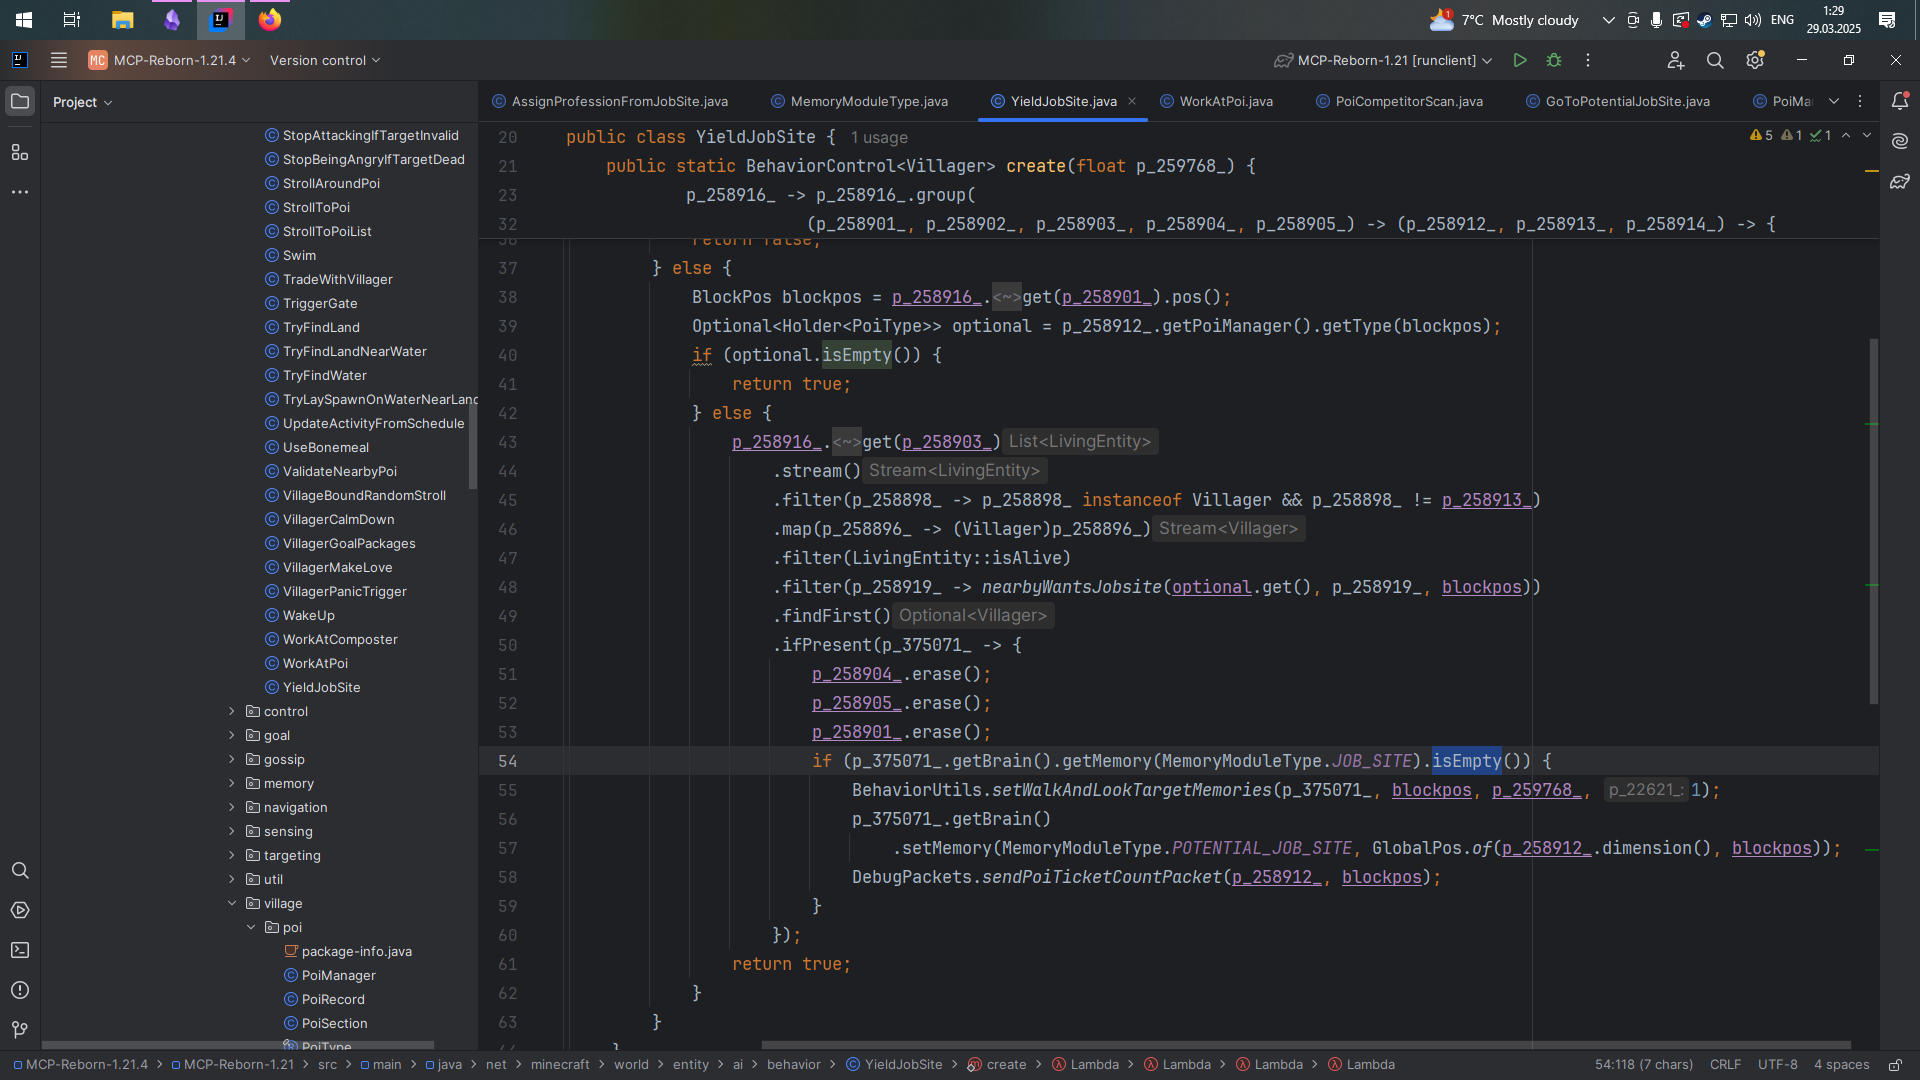 7°C Mostly cloudy
ENG
1:29
29.03.2025
MC MCP-Reborn-1.21.4
Version control
MCP-Reborn-1.21 [runclient]
Project
AssignProfessionFromJobSite.java
MemoryModuleType.java
YieldJobSite.java
WorkAtPoi.java
PoiCompetitorScan.java
GoToPotentialJobSite.java
PoiMa
StopAttackingIfTargetInvalid
StopBeingAngryIfTargetDead
StrollAroundPoi
StrollToPoi
StrollToPoiList
Swim
TradeWithVillager
TriggerGate
TryFindLand
TryFindLandNearWater
TryFindWater
TryLaySpawnOnWaterNearLand
UpdateActivityFromSchedule
UseBonemeal
ValidateNearbyPoi
VillageBoundRandomStroll
VillagerCalmDown
VillagerGoalPackages
VillagerMakeLove
VillagerPanicTrigger
WakeUp
WorkAtComposter
WorkAtPoi
YieldJobSite
control
goal
gossip
memory
navigation
sensing
targeting
util
village
poi
package-info.java
PoiManager
PoiRecord
PoiSection
PoiType
5 1 1
20 public class YieldJobSite { 1 usage
21 public static BehaviorControl<Villager> create(float p_259768_) {
23 p_258916_ -> p_258916_.group(
32 (p_258901_, p_258902_, p_258903_, p_258904_, p_258905_) -> (p_258912_, p_258913_, p_258914_) -> {
36 return false;
37 } else {
38 BlockPos blockpos = p_258916_.<~>get(p_258901_).pos();
39 Optional<Holder<PoiType>> optional = p_258912_.getPoiManager().getType(blockpos);
40 if (optional.isEmpty()) {
41 return true;
42 } else {
43 p_258916_.<~>get(p_258903_) List<LivingEntity>
44 .stream() Stream<LivingEntity>
45 .filter(p_258898_ -> p_258898_ instanceof Villager && p_258898_ != p_258913_)
46 .map(p_258896_ -> (Villager)p_258896_) Stream<Villager>
47 .filter(LivingEntity::isAlive)
48 .filter(p_258919_ -> nearbyWantsJobsite(optional.get(), p_258919_, blockpos))
49 .findFirst() Optional<Villager>
50 .ifPresent(p_375071_ -> {
51 p_258904_.erase();
52 p_258905_.erase();
53 p_258901_.erase();
54 if (p_375071_.getBrain().getMemory(MemoryModuleType.JOB_SITE).isEmpty()) {
55 BehaviorUtils.setWalkAndLookTargetMemories(p_375071_, blockpos, p_259768_, p_22621_: 1);
56 p_375071_.getBrain()
57 .setMemory(MemoryModuleType.POTENTIAL_JOB_SITE, GlobalPos.of(p_258912_.dimension(), blockpos));
58 DebugPackets.sendPoiTicketCountPacket(p_258912_, blockpos);
59 }
60 });
61 return true;
62 }
63 }
MCP-Reborn-1.21.4 > MCP-Reborn-1.21 > src > main > java > net > minecraft > world > entity > ai > behavior > YieldJobSite > create > Lambda > Lambda > Lambda > Lambda
54:118 (7 chars) CRLF UTF-8 4 spaces